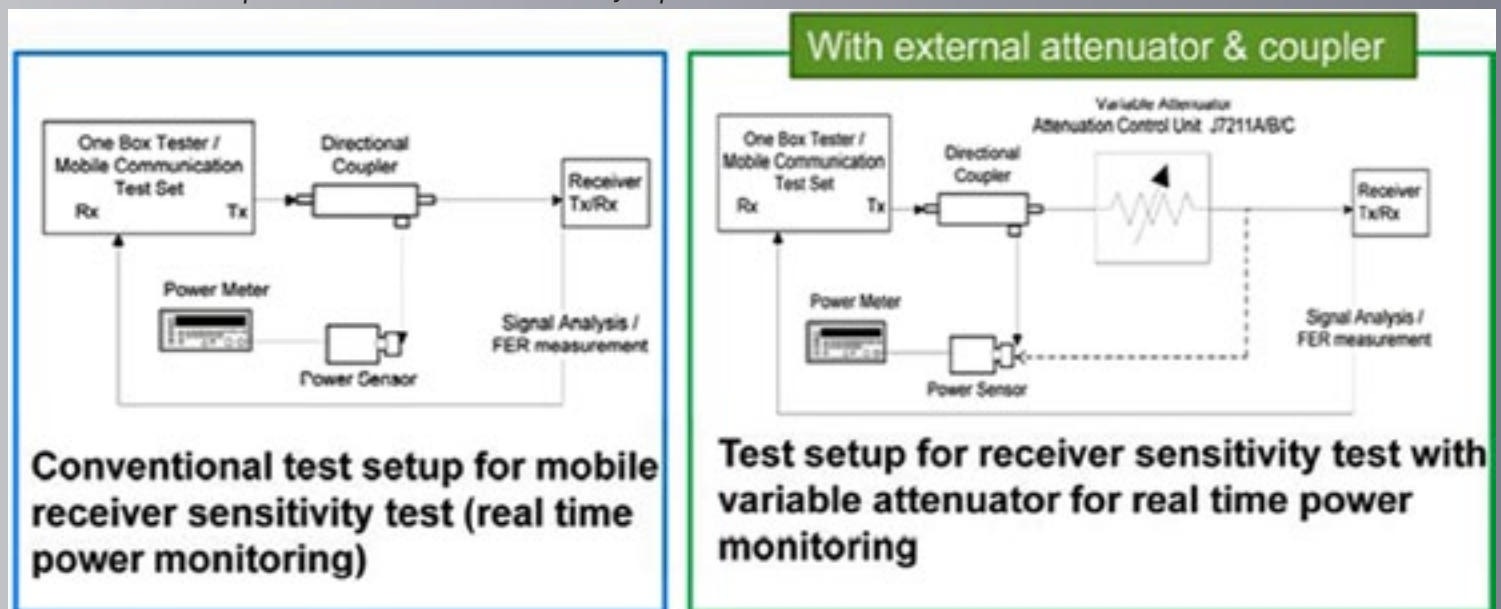 One Box Tester /
Mobile Communication
Test Set
Rx
Tx
Directional
Coupler
Receiver
Tx/Rx
Power Meter
Power Sensor
Signal Analysis /
FER measurement
Conventional test setup for mobile
receiver sensitivity test (real time
power monitoring)
With external attenuator & coupler
Variable Attenuator
Attenuation Control Unit J7211A/B/C
One Box Tester /
Mobile Communication
Test Set
Rx
Tx
Directional
Coupler
Receiver
Tx/Rx
Power Meter
Power Sensor
Signal Analysis /
FER measurement
Test setup for receiver sensitivity test with
variable attenuator for real time power
monitoring